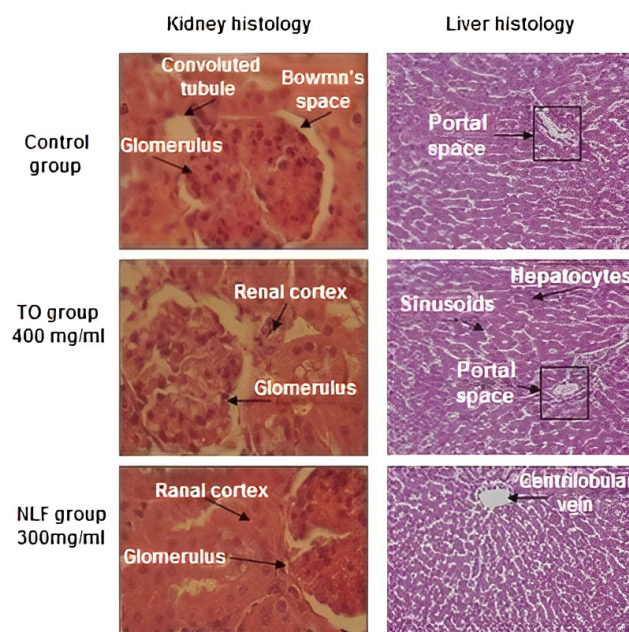 Kidney histology
Liver histology
Control
group
Convoluted
tubule
Bowmn's
space
Glomerulus
Portal
space
TO group
400 mg/ml
Renal cortex
Glomerulus
Hepatocytes
Sinusoids
Portal
space
NLF group
300mg/ml
Ranal cortex
Glomerulus
Centrilobular
vein